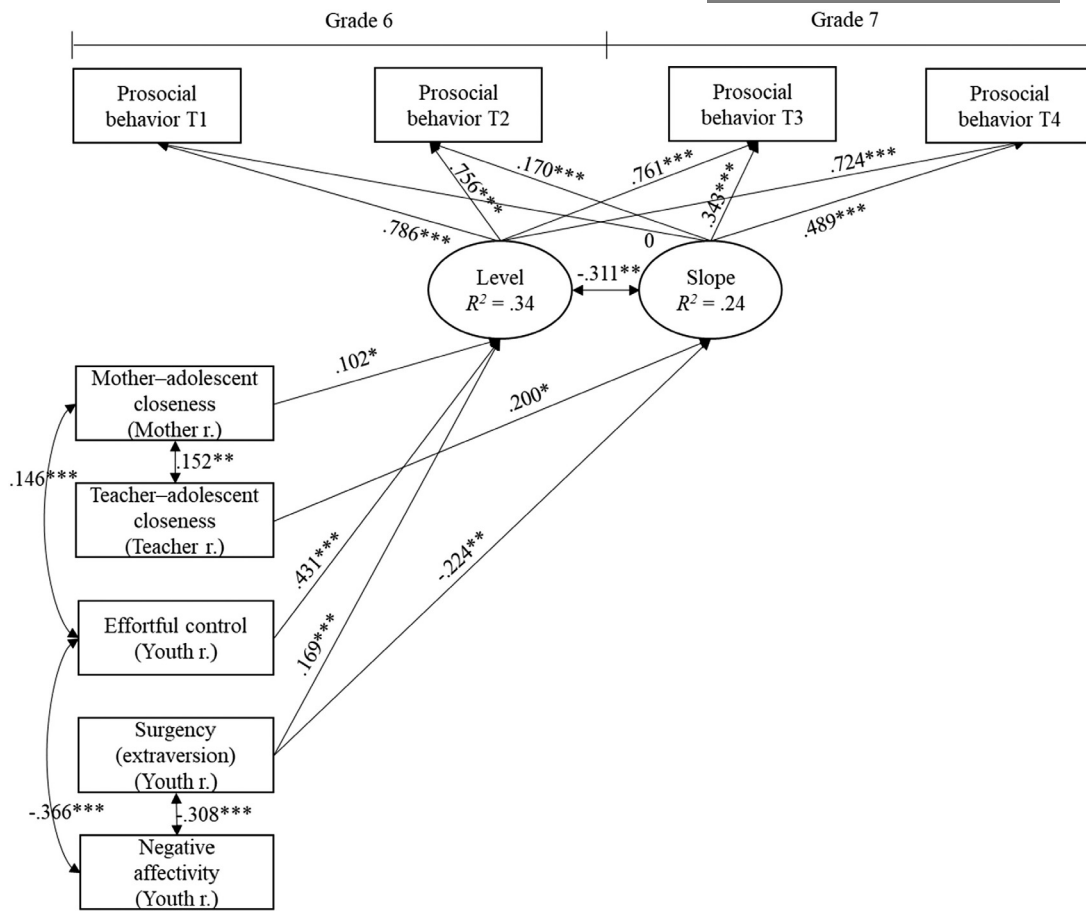 Grade 6
Grade 7
Prosocial
behavior T1
Prosocial
behavior T2
Prosocial
behavior T3
Prosocial
behavior T4
.786***
.756***
.170***
.761***
.343***
.724***
.489***
0
Level
R² = .34
-.311**
Slope
R² = .24
.102*
.200*
Mother–adolescent
closeness
(Mother r.)
.152**
.146***
Teacher–adolescent
closeness
(Teacher r.)
.431***
-.224**
Effortful control
(Youth r.)
.169***
Surgency
(extraversion)
(Youth r.)
-.366***
-.308***
Negative
affectivity
(Youth r.)